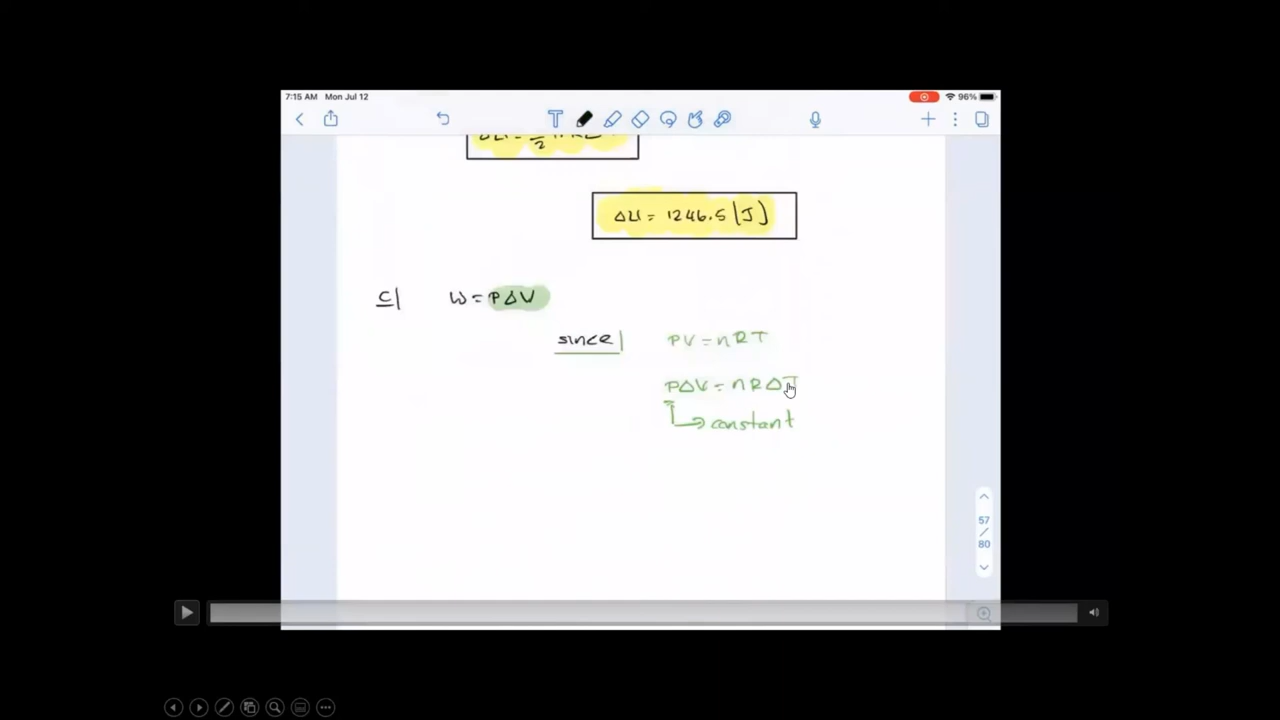 7:15 AM Mon Jul 12
96%
ΔU = 1246.5 [J]
c| W = PΔV
since| PV = nRT
PΔV = nRΔT
constant
57
/
80